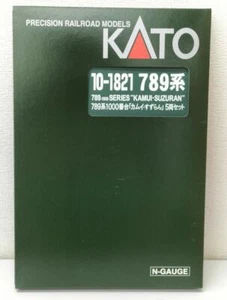 PRECISION RAILROAD MODELS
KATO
10-1821 789系
789-1000 SERIES "KAMUI・SUZURAN"
789系1000番台「カムイ・すずらん」 5両セット
N-GAUGE